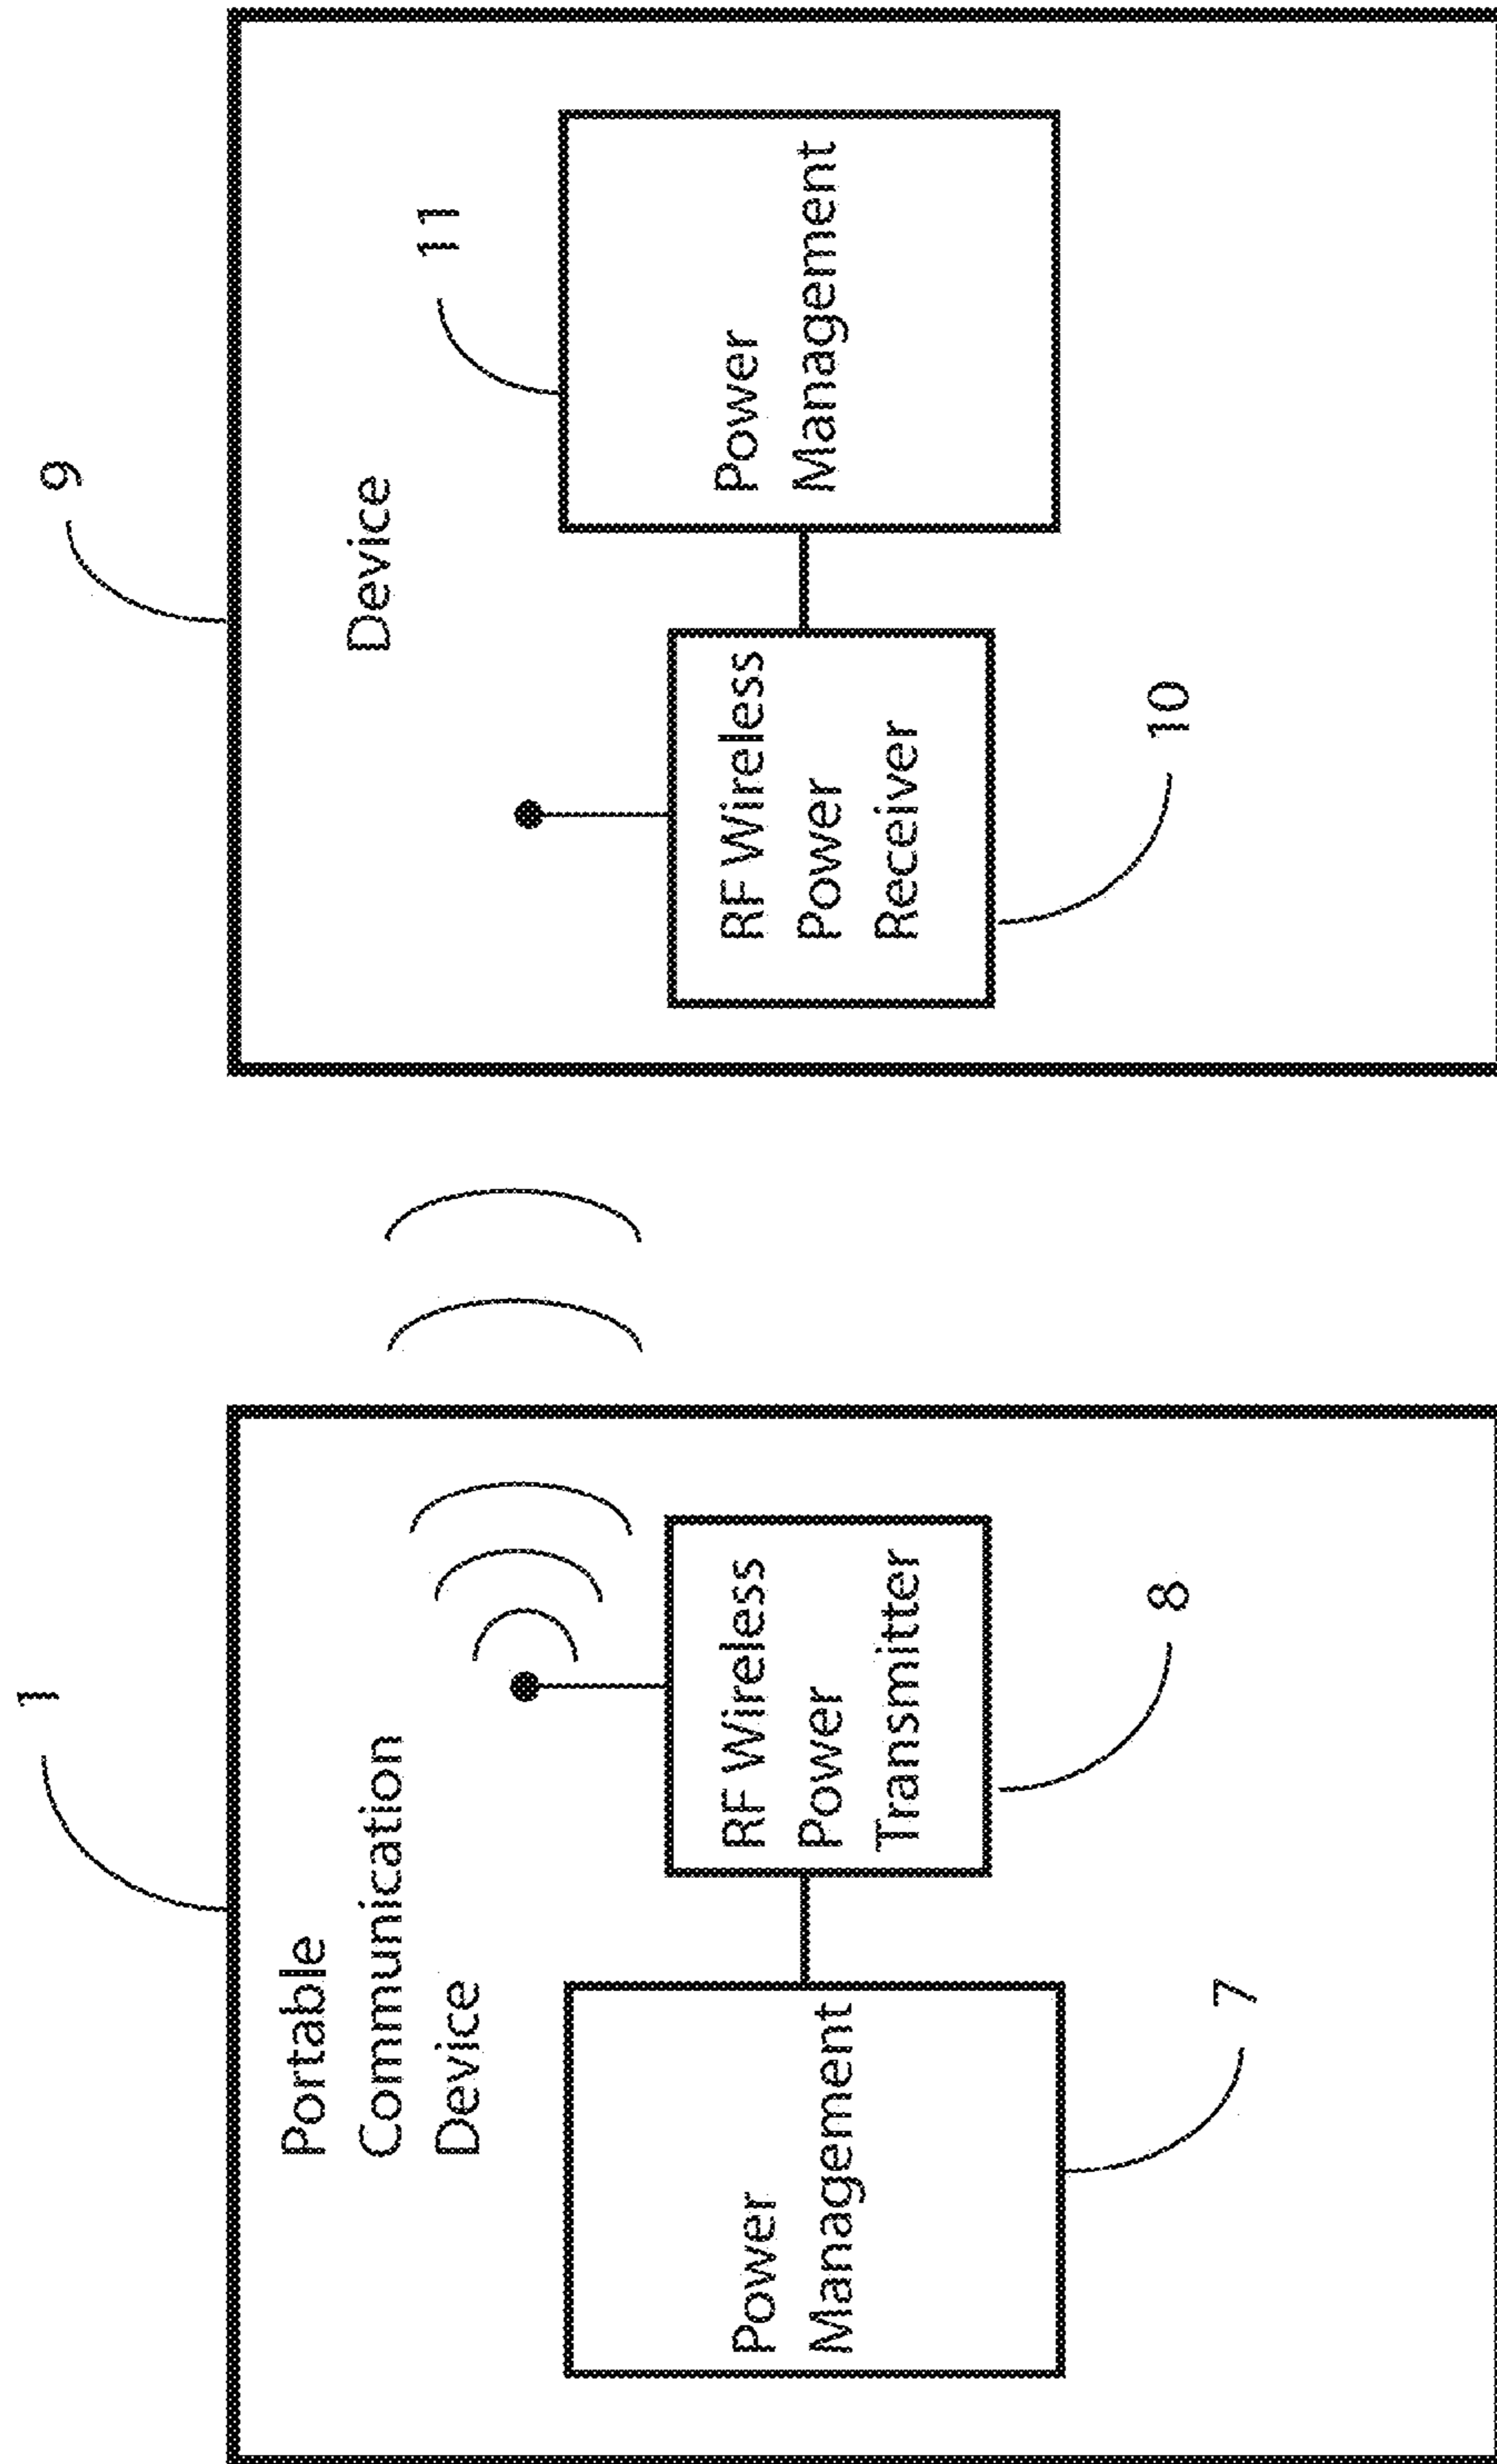 1
Portable
Communication
Device
Power
Management
7
RF Wireless
Power
Transmitter
8
9
Device
RF Wireless
Power
Receiver
10
11
Power
Management